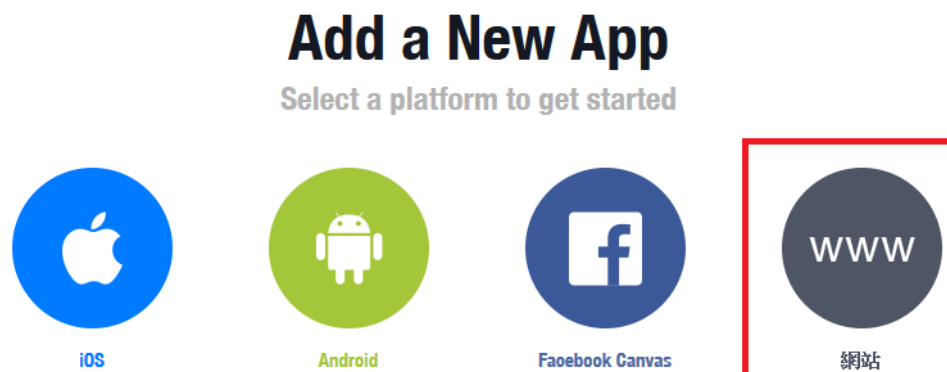 Add a New App
Select a platform to get started
www
iOS
Android
Faoebook Canvas
網站